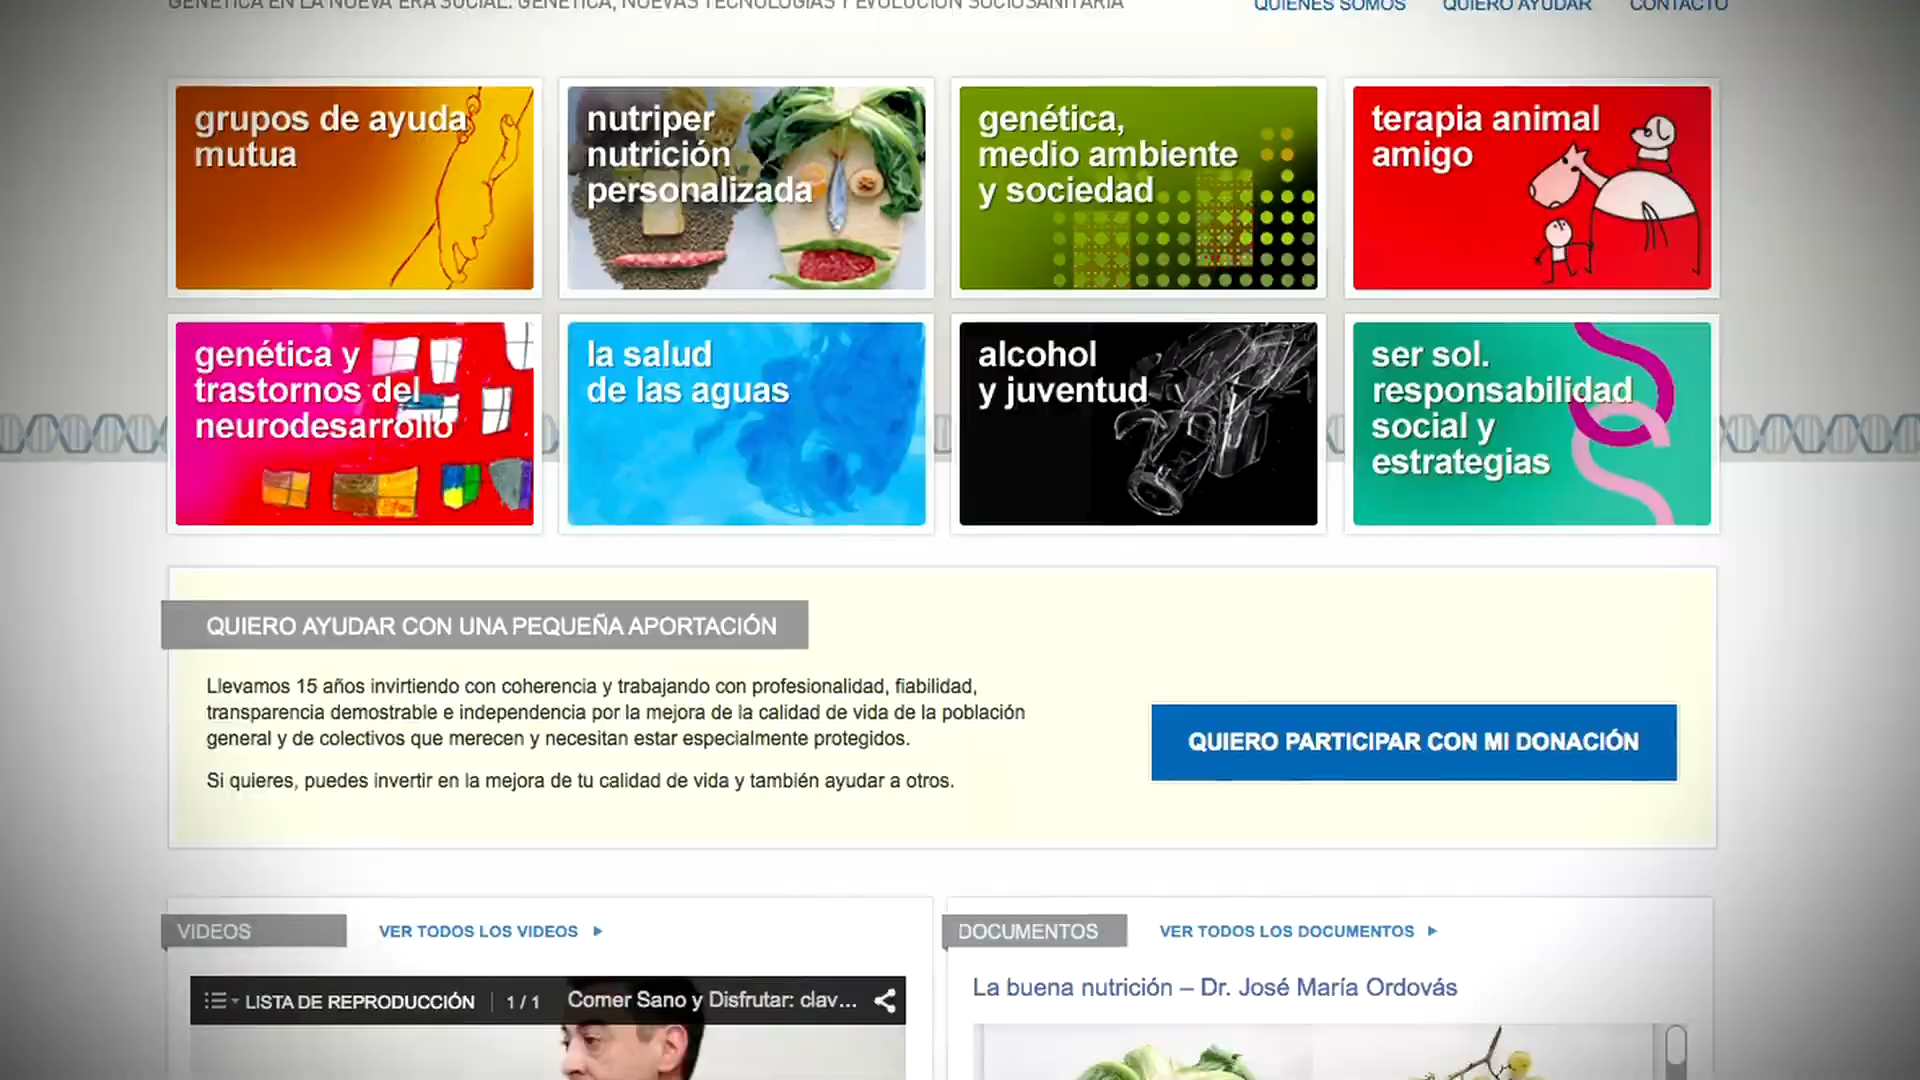 GENÉTICA EN LA NUEVA ERA SOCIAL. GENÉTICA, NUEVAS TECNOLOGÍAS Y EVOLUCIÓN SOCIOSANITARIA
QUIÉNES SOMOS
QUIERO AYUDAR
CONTACTO
grupos de ayuda
mutua
nutriper
nutrición
personalizada
genética,
medio ambiente
y sociedad
terapia animal
amigo
genética y
trastornos del
neurodesarrollo
la salud
de las aguas
alcohol
y juventud
ser sol.
responsabilidad
social y
estrategias
QUIERO AYUDAR CON UNA PEQUEÑA APORTACIÓN
Llevamos 15 años invirtiendo con coherencia y trabajando con profesionalidad, fiabilidad,
transparencia demostrable e independencia por la mejora de la calidad de vida de la población
general y de colectivos que merecen y necesitan estar especialmente protegidos.
Si quieres, puedes invertir en la mejora de tu calidad de vida y también ayudar a otros.
QUIERO PARTICIPAR CON MI DONACIÓN
VIDEOS
VER TODOS LOS VIDEOS
LISTA DE REPRODUCCIÓN
1 / 1
Comer Sano y Disfrutar: clav...
DOCUMENTOS
VER TODOS LOS DOCUMENTOS
La buena nutrición – Dr. José María Ordovás